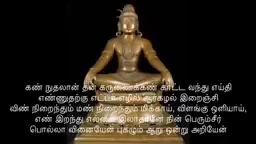 கண் நுதலான் தன் கருணைக்கண் காட்ட வந்து எய்தி
எண்ணுதற்கு எட்டா எழில் ஆர்கழல் இறைஞ்சி
விண் நிறைந்தும் மண் நிறைந்தும் மிக்காய், விளங்கு ஒளியாய்,
எண் இறந்து எல்லை இலாதானே நின் பெரும்சீர்
பொல்லா வினையேன் புகழும் ஆறு ஒன்று அறியேன்